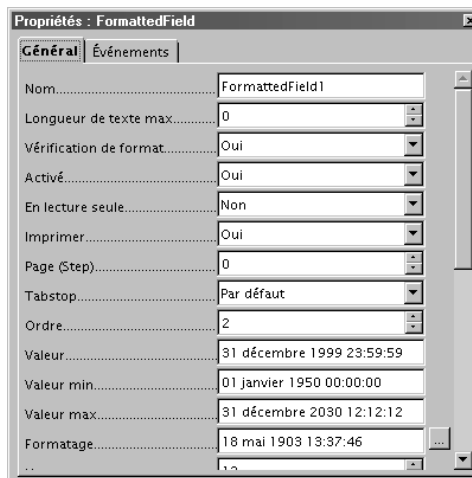 Propriétés : FormattedField
Général Événements
Nom FormattedField1
Longueur de texte max 0
Vérification de format Oui
Activé Oui
En lecture seule Non
Imprimer Oui
Page (Step) 0
Tabstop Par défaut
Ordre 2
Valeur 31 décembre 1999 23:59:59
Valeur min 01 janvier 1950 00:00:00
Valeur max 31 décembre 2030 12:12:12
Formatage 18 mai 1903 13:37:46 ...